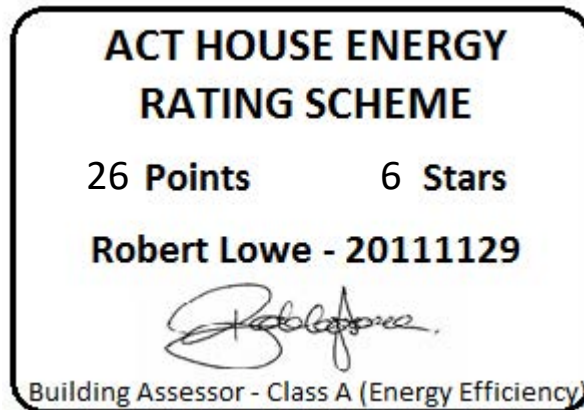 ACT HOUSE ENERGY
RATING SCHEME
26 Points 6 Stars
Robert Lowe - 20111129
Building Assessor - Class A (Energy Efficiency)